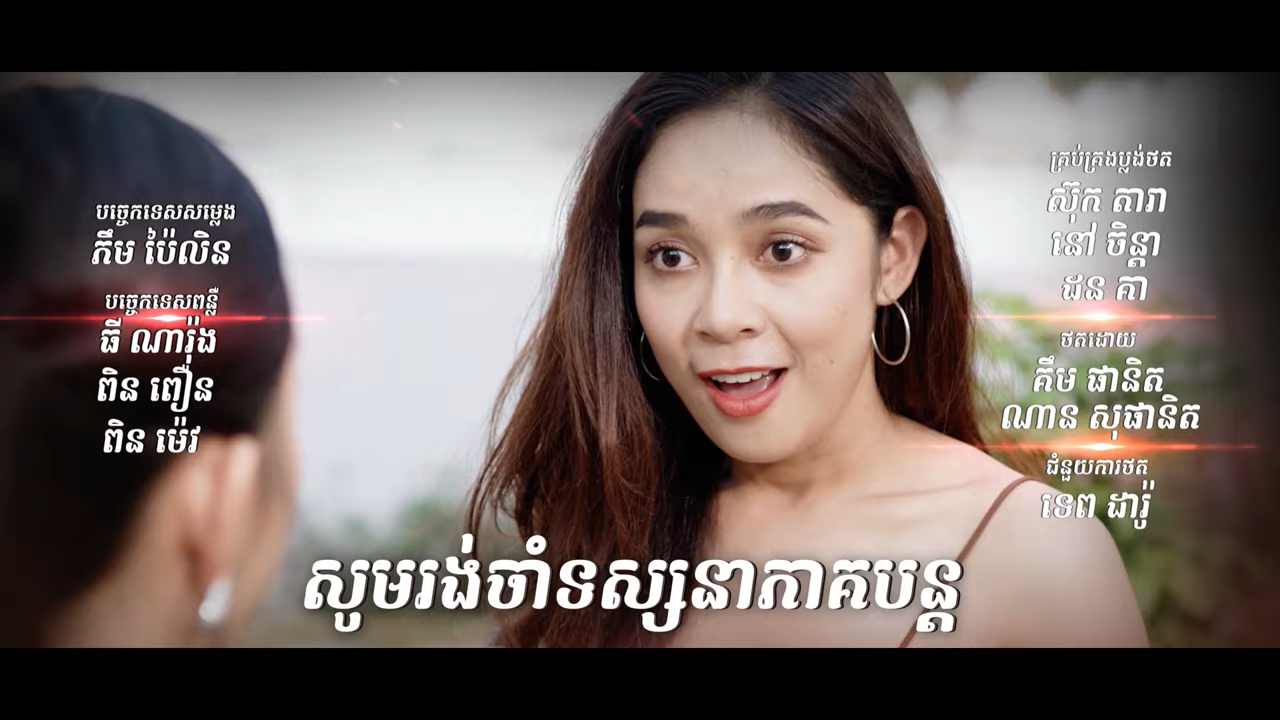 បច្ចេកទេសសម្លេង
ភឹម ប៉ៃលិន
បច្ចេកទេសពន្លឺ
ធី ណារ៉ុង
ពិន ពឿន
ពិន ម៉េវ
គ្រប់គ្រងប្លង់ថត
ស៊ុក តារា
នៅ ចិន្តា
ដន គា
ថតដោយ
គឹម ផានិត
ណាន សុផានិត
ជំនួយការថត
ទេព ដារ៉ូ
សូមរង់ចាំទស្សនាភាគបន្ត